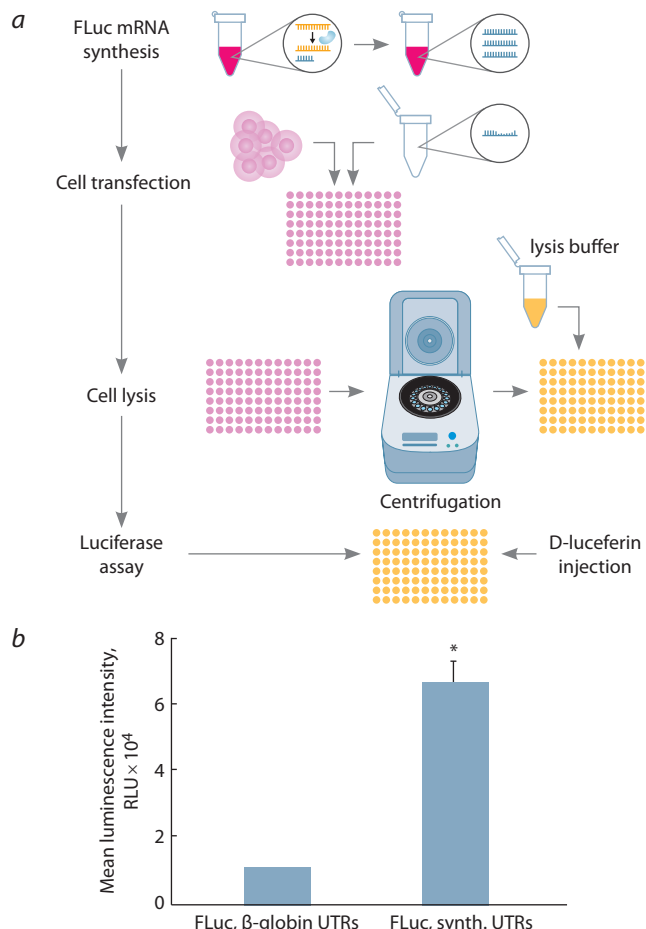 a
FLuc mRNA
synthesis
Cell transfection
lysis buffer
Cell lysis
Centrifugation
Luciferase
assay
D-luceferin
injection
b
Mean luminescence intensity,
RLU × 10⁴
8
6
4
2
0
*
FLuc, β-globin UTRs
FLuc, synth. UTRs